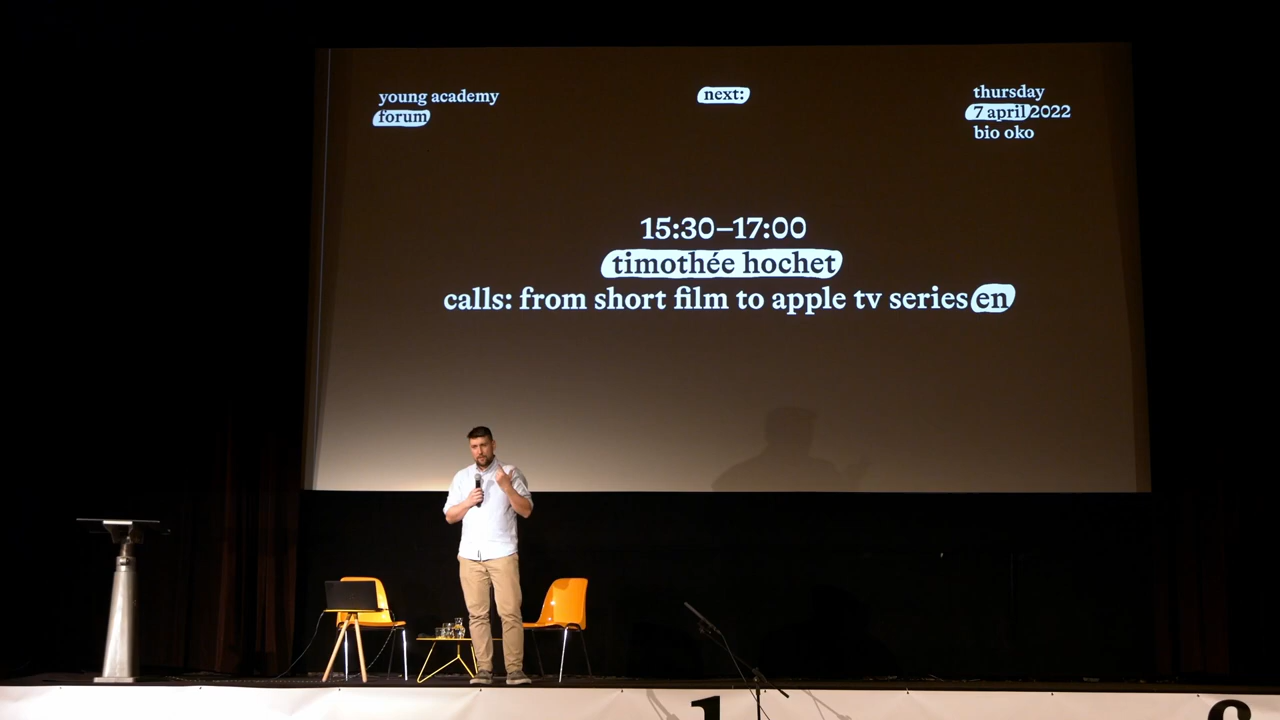 young academy
forum
next:
thursday
7 april 2022
bio oko
15:30–17:00
timothée hochet
calls: from short film to apple tv series en